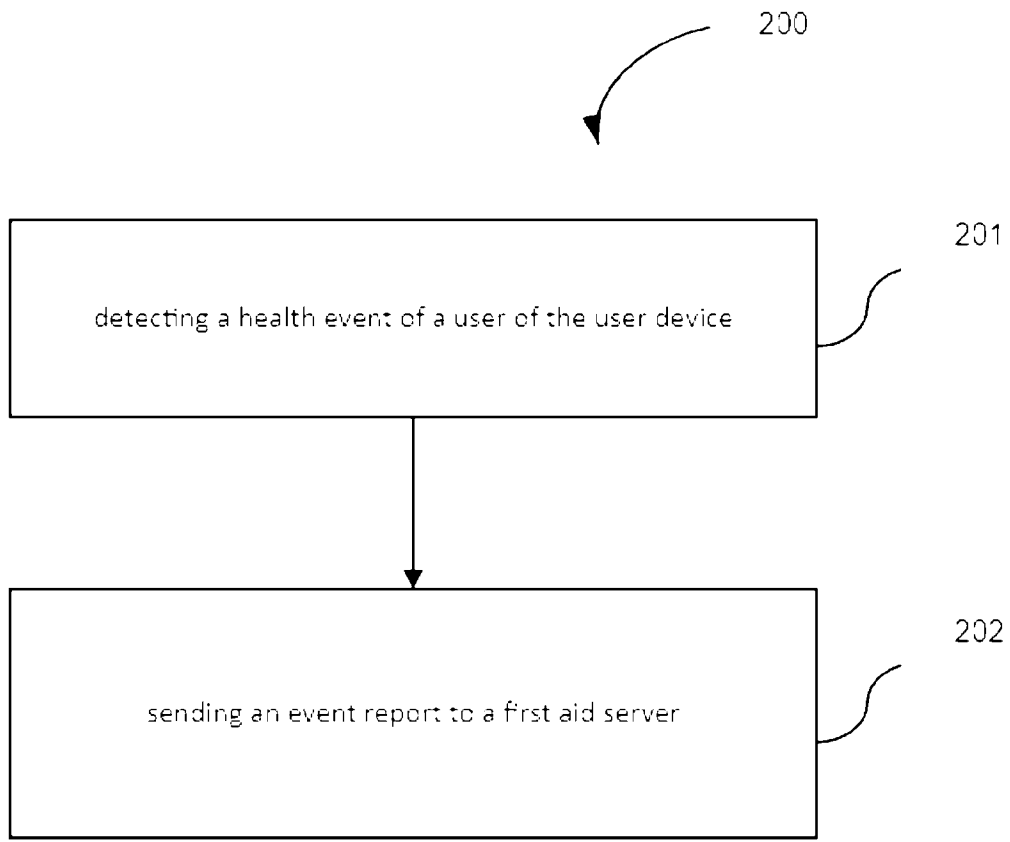 200
201
detecting a health event of a user of the user device
202
sending an event report to a first aid server